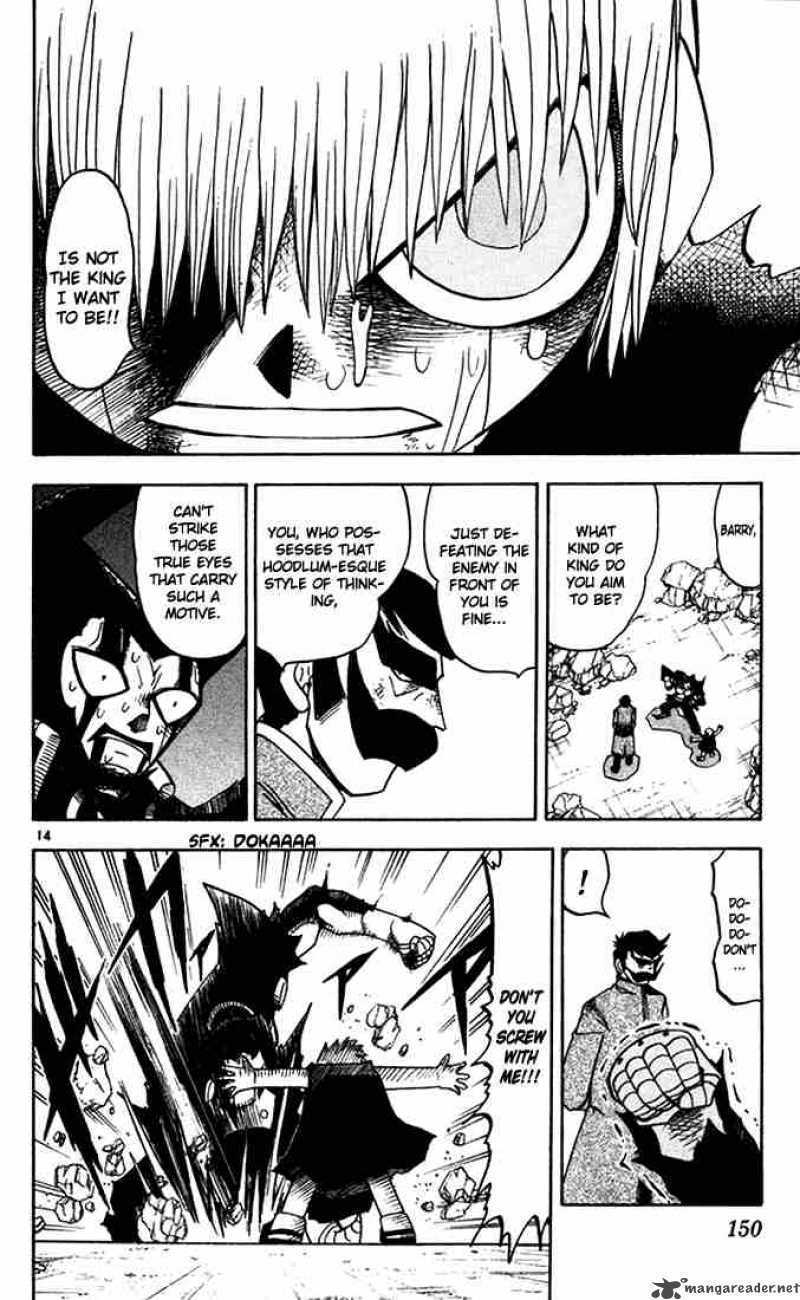 IS NOT
THE KING
I WANT
TO BE!!
BARRY,
WHAT
KIND OF
KING DO
YOU AIM
TO BE?
JUST DE-
FEATING THE
ENEMY IN
FRONT OF
YOU IS
FINE...
YOU, WHO POS-
SESSES THAT
HOODLUM-ESQUE
STYLE OF THINK-
ING,
CAN'T
STRIKE
THOSE
TRUE EYES
THAT CARRY
SUCH A
MOTIVE.
14
SFX: DOKAAAA
DO-
DO-
DO-
DON'T
...
!
DON'T
YOU
SCREW
WITH
ME!!!
150
mangareader.net